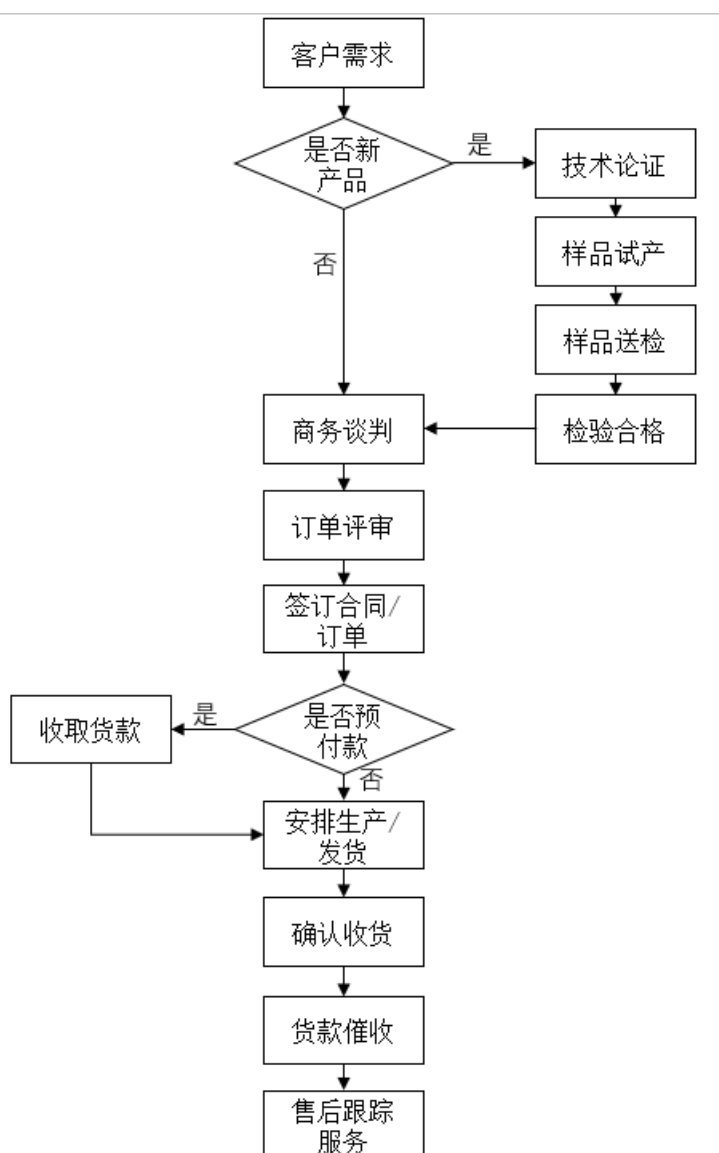 客户需求
是否新
产品
是
技术论证
样品试产
否
样品送检
商务谈判
检验合格
订单评审
签订合同/
订单
是否预
付款
是
收取货款
否
安排生产/
发货
确认收货
货款催收
售后跟踪
服务